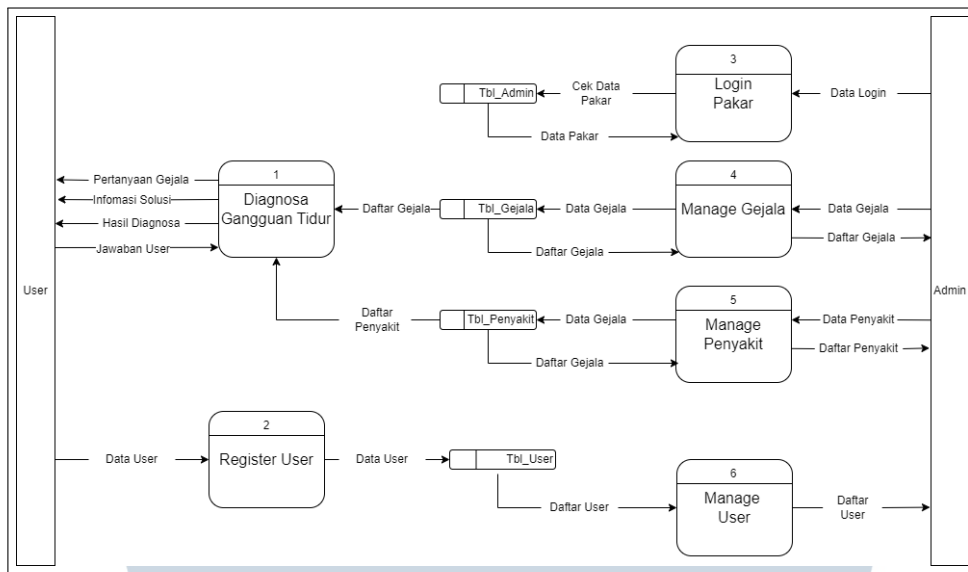 3
Login
Pakar
Tbl_Admin
Cek Data
Pakar
Data Login
Data Pakar
1
Diagnosa
Gangguan Tidur
Pertanyaan Gejala
Infomasi Solusi
Hasil Diagnosa
Jawaban User
Daftar Gejala
Tbl_Gejala
Data Gejala
4
Manage Gejala
Data Gejala
Daftar Gejala
Daftar Gejala
User
Admin
Daftar
Penyakit
Tbl_Penyakit
Data Gejala
5
Manage
Penyakit
Data Penyakit
Daftar Gejala
Daftar Penyakit
2
Register User
Data User
Data User
Tbl_User
6
Manage
User
Daftar User
Daftar
User